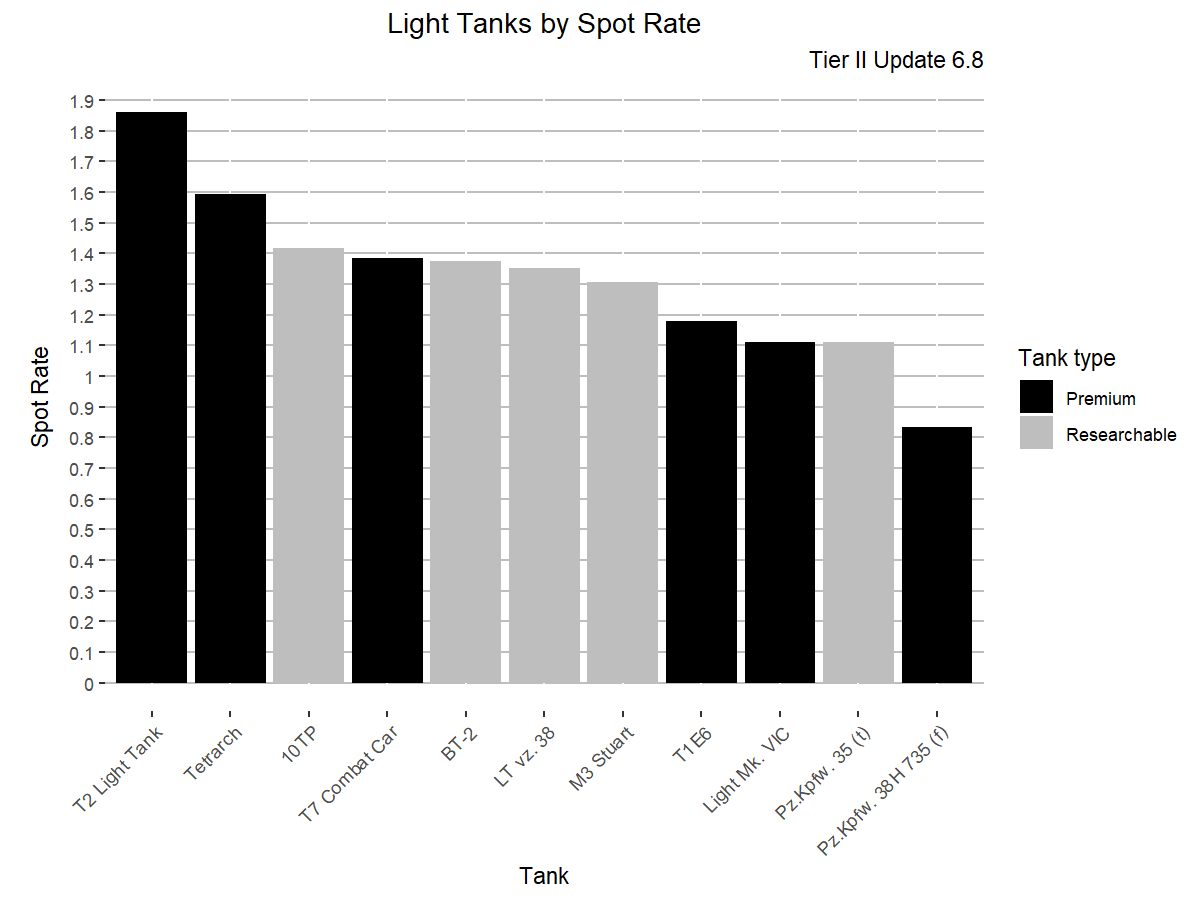 Light Tanks by Spot Rate
Tier II Update 6.8
Spot Rate
1.9
1.8
1.7
1.6
1.5
1.4
1.3
1.2
1.1
1
0.9
0.8
0.7
0.6
0.5
0.4
0.3
0.2
0.1
0
T2 Light Tank
Tetrarch
10TP
T7 Combat Car
BT-2
LT vz. 38
M3 Stuart
T1E6
Light Mk. VIC
Pz.Kpfw. 35 (t)
Pz.Kpfw. 38H 735 (f)
Tank
Tank type
Premium
Researchable